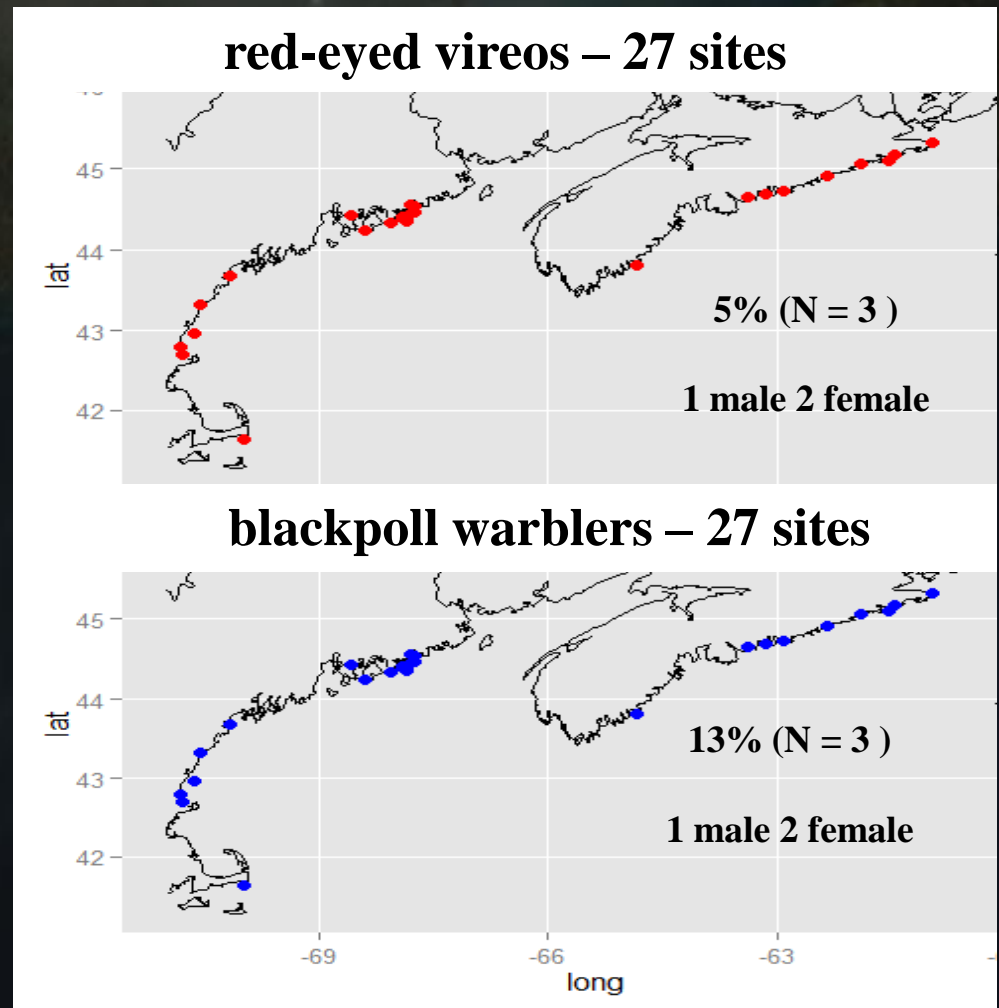 red-eyed vireos – 27 sites
45
44
43
42
lat
5% (N = 3 )
1 male 2 female
blackpoll warblers – 27 sites
45
44
43
42
lat
13% (N = 3 )
1 male 2 female
-69
-66
-63
long